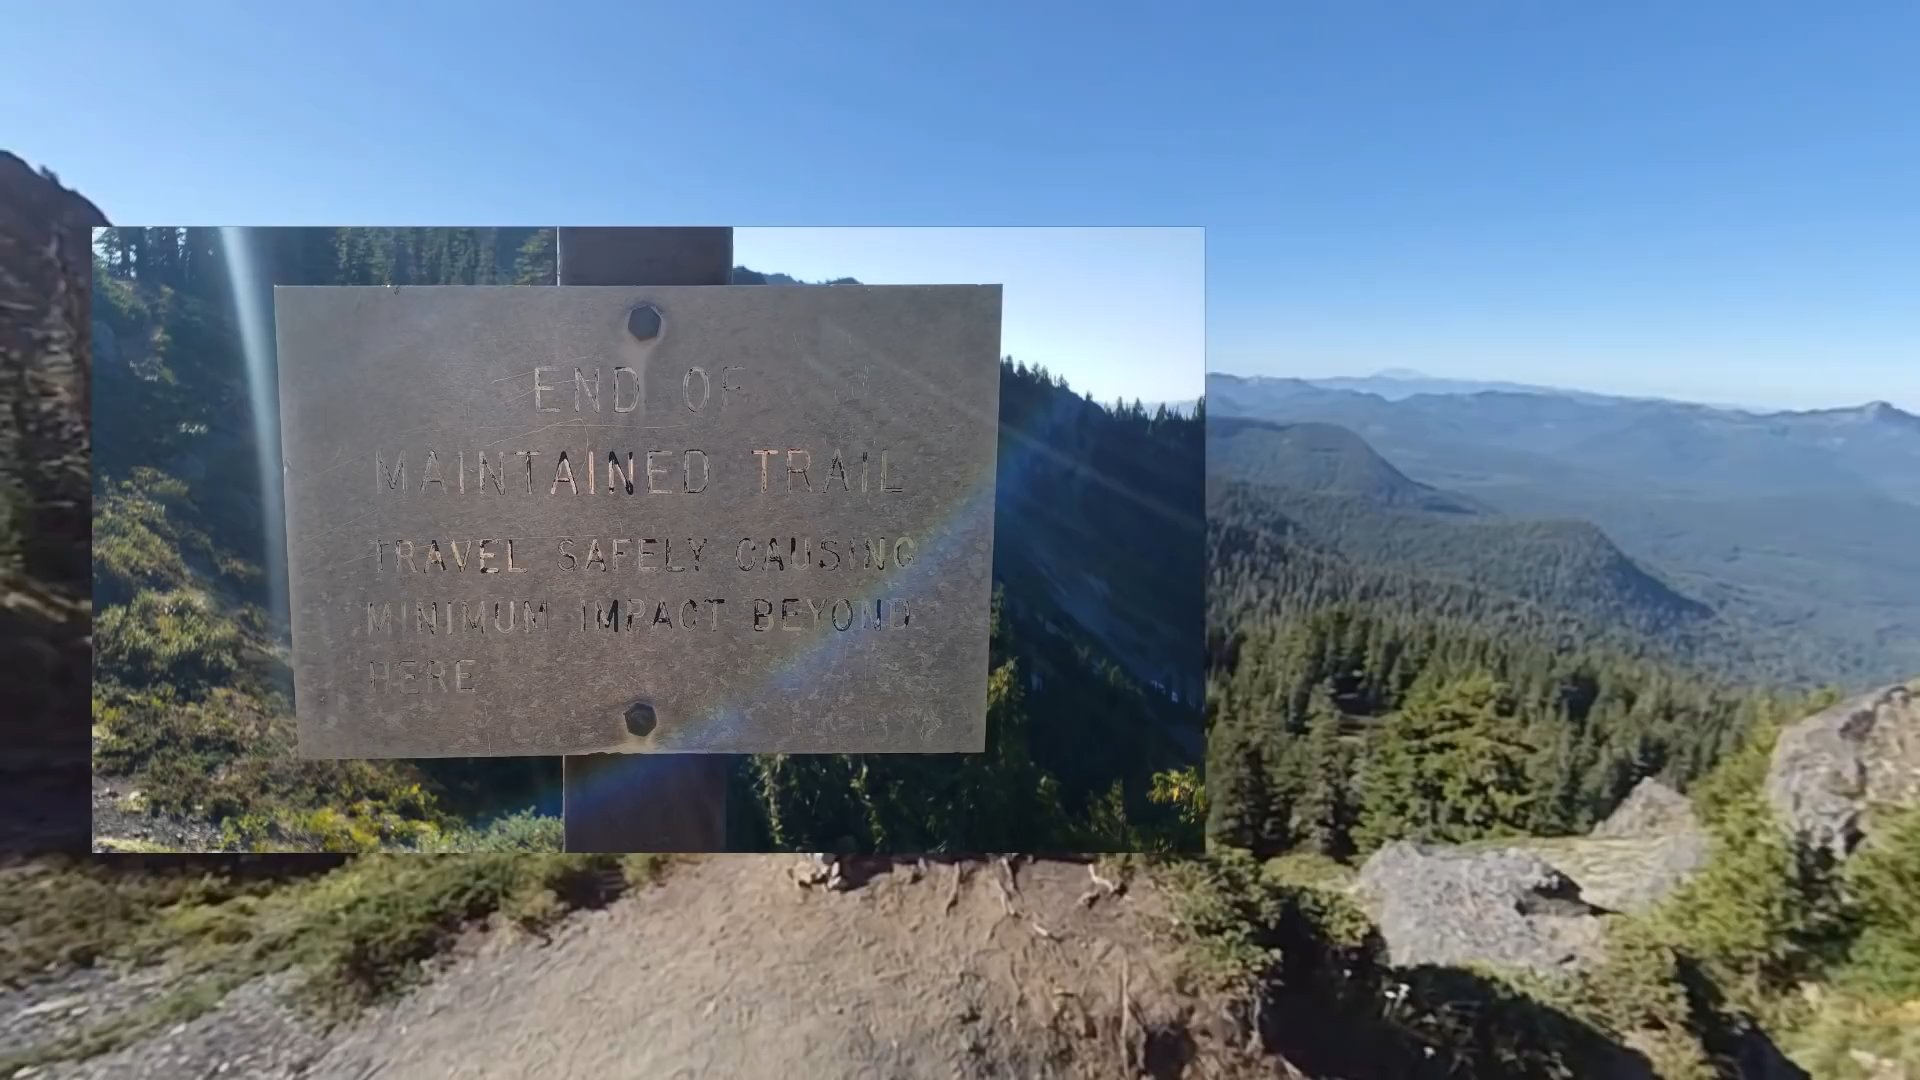 END OF
MAINTAINED TRAIL
TRAVEL SAFELY CAUSING
MINIMUM IMPACT BEYOND
HERE